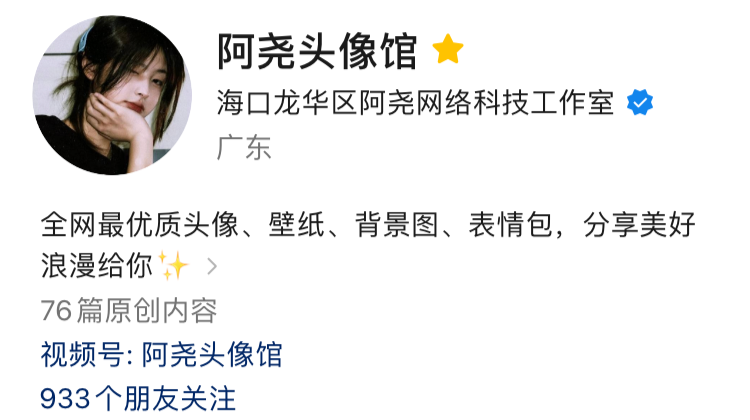 阿尧头像馆
海口龙华区阿尧网络科技工作室
广东
全网最优质头像、壁纸、背景图、表情包，分享美好
浪漫给你✨
76篇原创内容
视频号: 阿尧头像馆
933个朋友关注